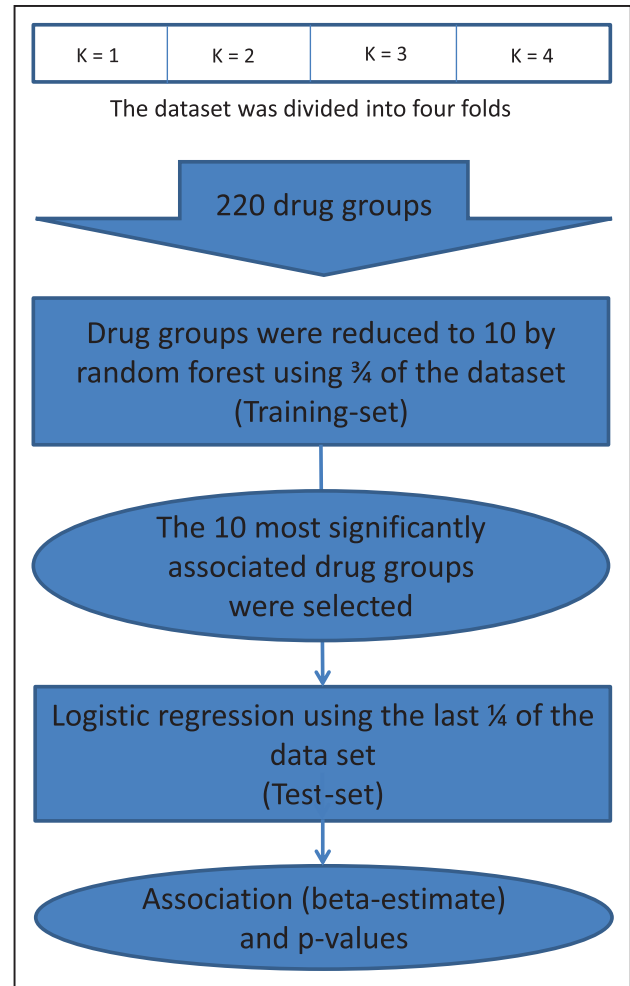 K = 1 K = 2 K = 3 K = 4
The dataset was divided into four folds
220 drug groups
Drug groups were reduced to 10 by
random forest using ¾ of the dataset
(Training-set)
The 10 most significantly
associated drug groups
were selected
Logistic regression using the last ¼ of the
data set
(Test-set)
Association (beta-estimate)
and p-values